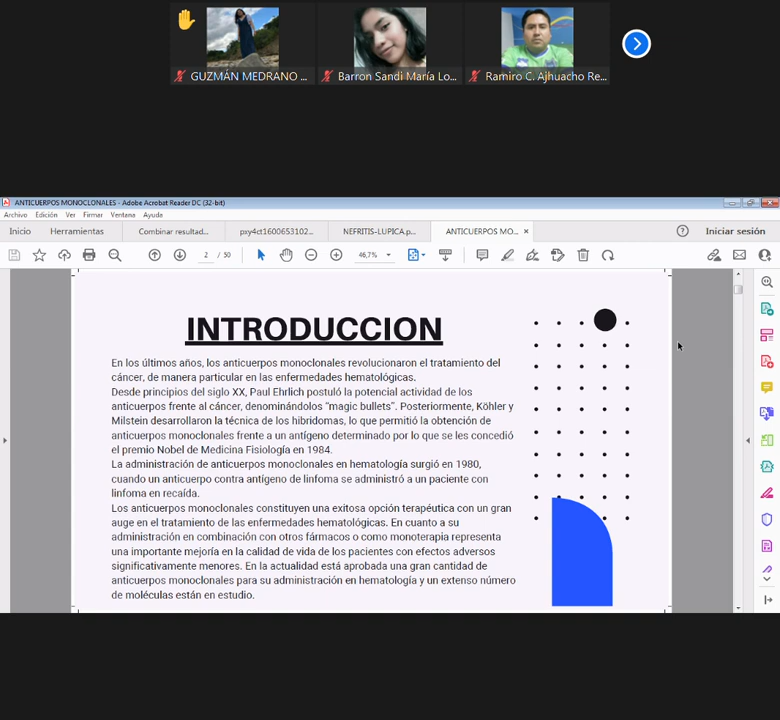 GUZMÁN MEDRANO ...
Barron Sandi María Lo...
Ramiro C. Ajhuacho Re...
ANTICUERPOS MONOCLONALES - Adobe Acrobat Reader DC (32-bit)
Archivo Edición Ver Firmar Ventana Ayuda
Inicio Herramientas Combinar resultad... psy4ct1600653102... NEFRITIS-LUPICA.p... ANTICUERPOS MO... × Iniciar sesión
2 / 50 46,7%
INTRODUCCION
En los últimos años, los anticuerpos monoclonales revolucionaron el tratamiento del
cáncer, de manera particular en las enfermedades hematológicas.
Desde principios del siglo XX, Paul Ehrlich postuló la potencial actividad de los
anticuerpos frente al cáncer, denominándolos “magic bullets”. Posteriormente, Köhler y
Milstein desarrollaron la técnica de los hibridomas, lo que permitió la obtención de
anticuerpos monoclonales frente a un antígeno determinado por lo que se les concedió
el premio Nobel de Medicina Fisiología en 1984.
La administración de anticuerpos monoclonales en hematología surgió en 1980,
cuando un anticuerpo contra antígeno de linfoma se administró a un paciente con
linfoma en recaída.
Los anticuerpos monoclonales constituyen una exitosa opción terapéutica con un gran
auge en el tratamiento de las enfermedades hematológicas. En cuanto a su
administración en combinación con otros fármacos o como monoterapia representa
una importante mejoría en la calidad de vida de los pacientes con efectos adversos
significativamente menores. En la actualidad está aprobada una gran cantidad de
anticuerpos monoclonales para su administración en hematología y un extenso número
de moléculas están en estudio.